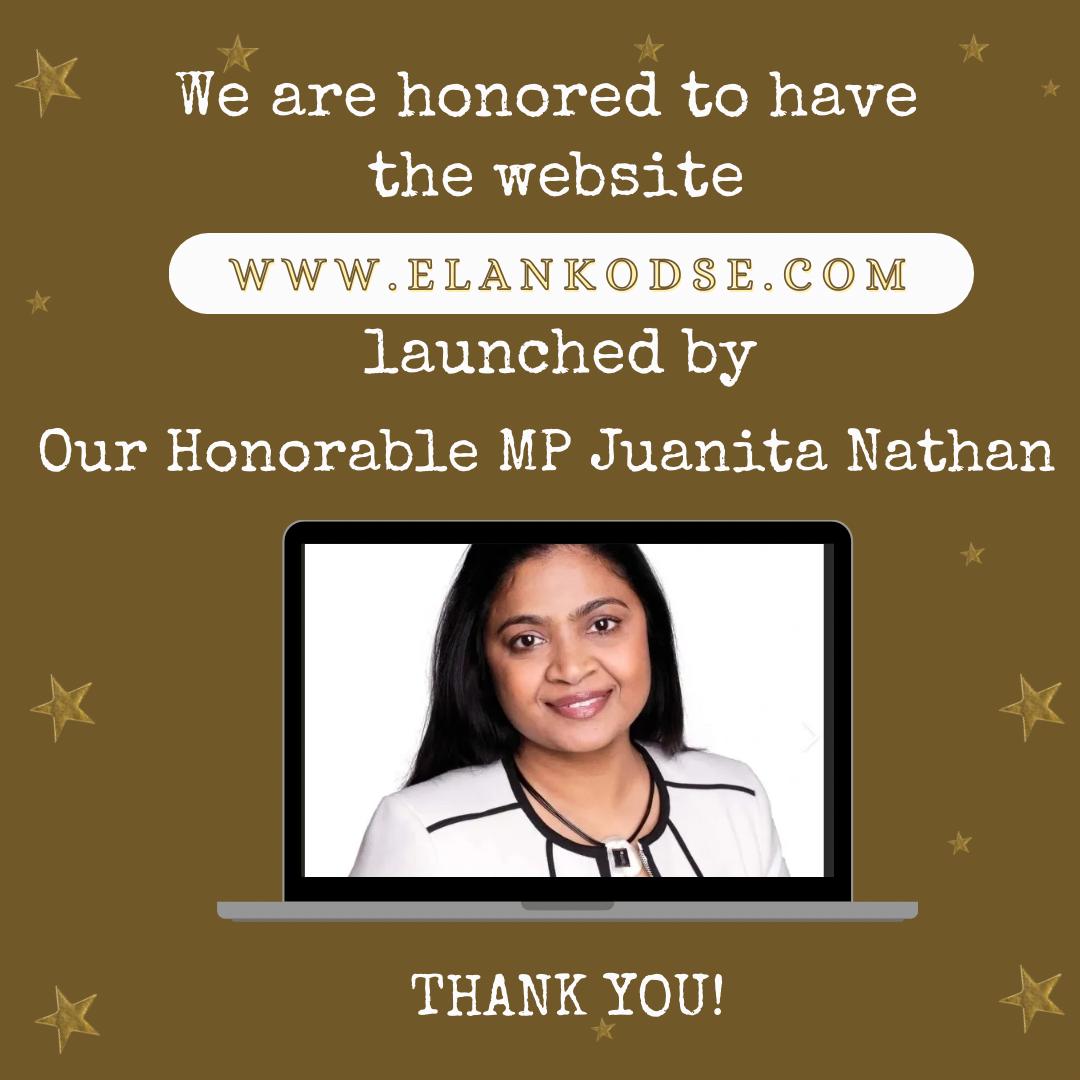 We are honored to have
the website
WWW.ELANKODSE.COM
launched by
Our Honorable MP Juanita Nathan
THANK YOU!